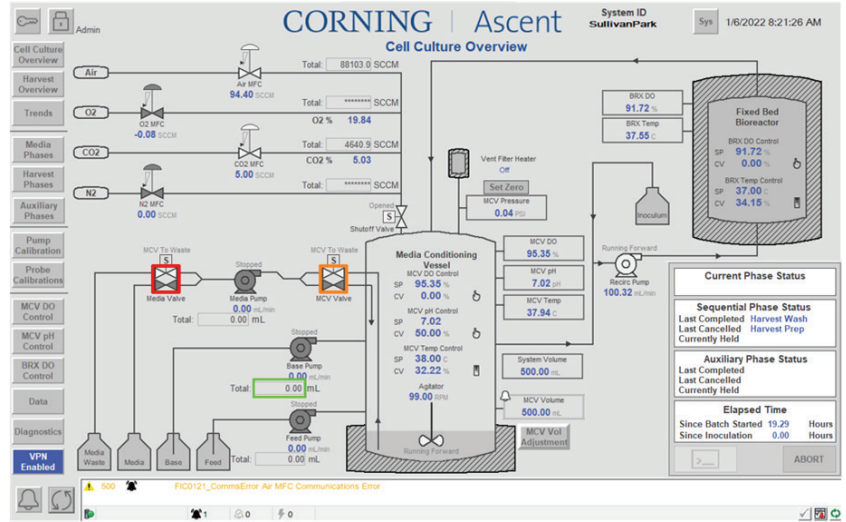 CORNING | Ascent
System ID
SullivanPark
Sys
1/6/2022 8:21:26 AM
Admin
Cell Culture Overview
Cell Culture
Overview
Harvest
Overview
Trends
Media
Phases
Harvest
Phases
Auxiliary
Phases
Pump
Calibration
Probe
Calibrations
MCV DO
Control
MCV pH
Control
BRX DO
Control
Data
Diagnostics
VPN
Enabled
Air
Air MFC
94.40 SCCM
Total: 88103.0 SCCM
O2
O2 MFC
-0.08 SCCM
Total: ******** SCCM
O2 % 19.84
CO2
CO2 MFC
5.00 SCCM
Total: 4640.9 SCCM
CO2 % 5.03
N2
N2 MFC
0.00 SCCM
Total: ******** SCCM
Opened
S
Shutoff Valve
Vent Filter Heater
Off
Set Zero
MCV Pressure
0.04 PSI
BRX DO
91.72 %
BRX Temp
37.55 C
Fixed Bed
Bioreactor
BRX DO Control
SP 91.72 %
CV 0.00 %
BRX Temp Control
SP 37.00 C
CV 34.15 %
Inoculum
Running Forward
Recirc Pump
100.32 mL/min
MCV To Waste
S
Media Valve
Stopped
Media Pump
0.00 mL/min
Total: 0.00 mL
MCV To Waste
S
MCV Valve
Stopped
Base Pump
0.00 mL/min
Total: 0.00 mL
Stopped
Feed Pump
0.00 mL/min
Total: 0.00 mL
Media
Waste
Media
Base
Feed
Media Conditioning
Vessel
MCV DO Control
SP 95.35 %
CV 0.00 %
MCV pH Control
SP 7.02
CV 50.00 %
MCV Temp Control
SP 38.00 C
CV 32.22 %
Agitator
99.00 RPM
Running Forward
MCV DO
95.35 %
MCV pH
7.02 pH
MCV Temp
37.94 C
System Volume
500.00 mL
MCV Volume
500.00 mL
MCV Vol
Adjustment
Current Phase Status
Sequential Phase Status
Last Completed Harvest Wash
Last Cancelled Harvest Prep
Currently Held
Auxiliary Phase Status
Last Completed
Last Cancelled
Currently Held
Elapsed Time
Since Batch Started 19.29 Hours
Since Inoculation 0.00 Hours
>_
ABORT
500 FIC0121_CommsError Air MFC Communications Error
1 0 0